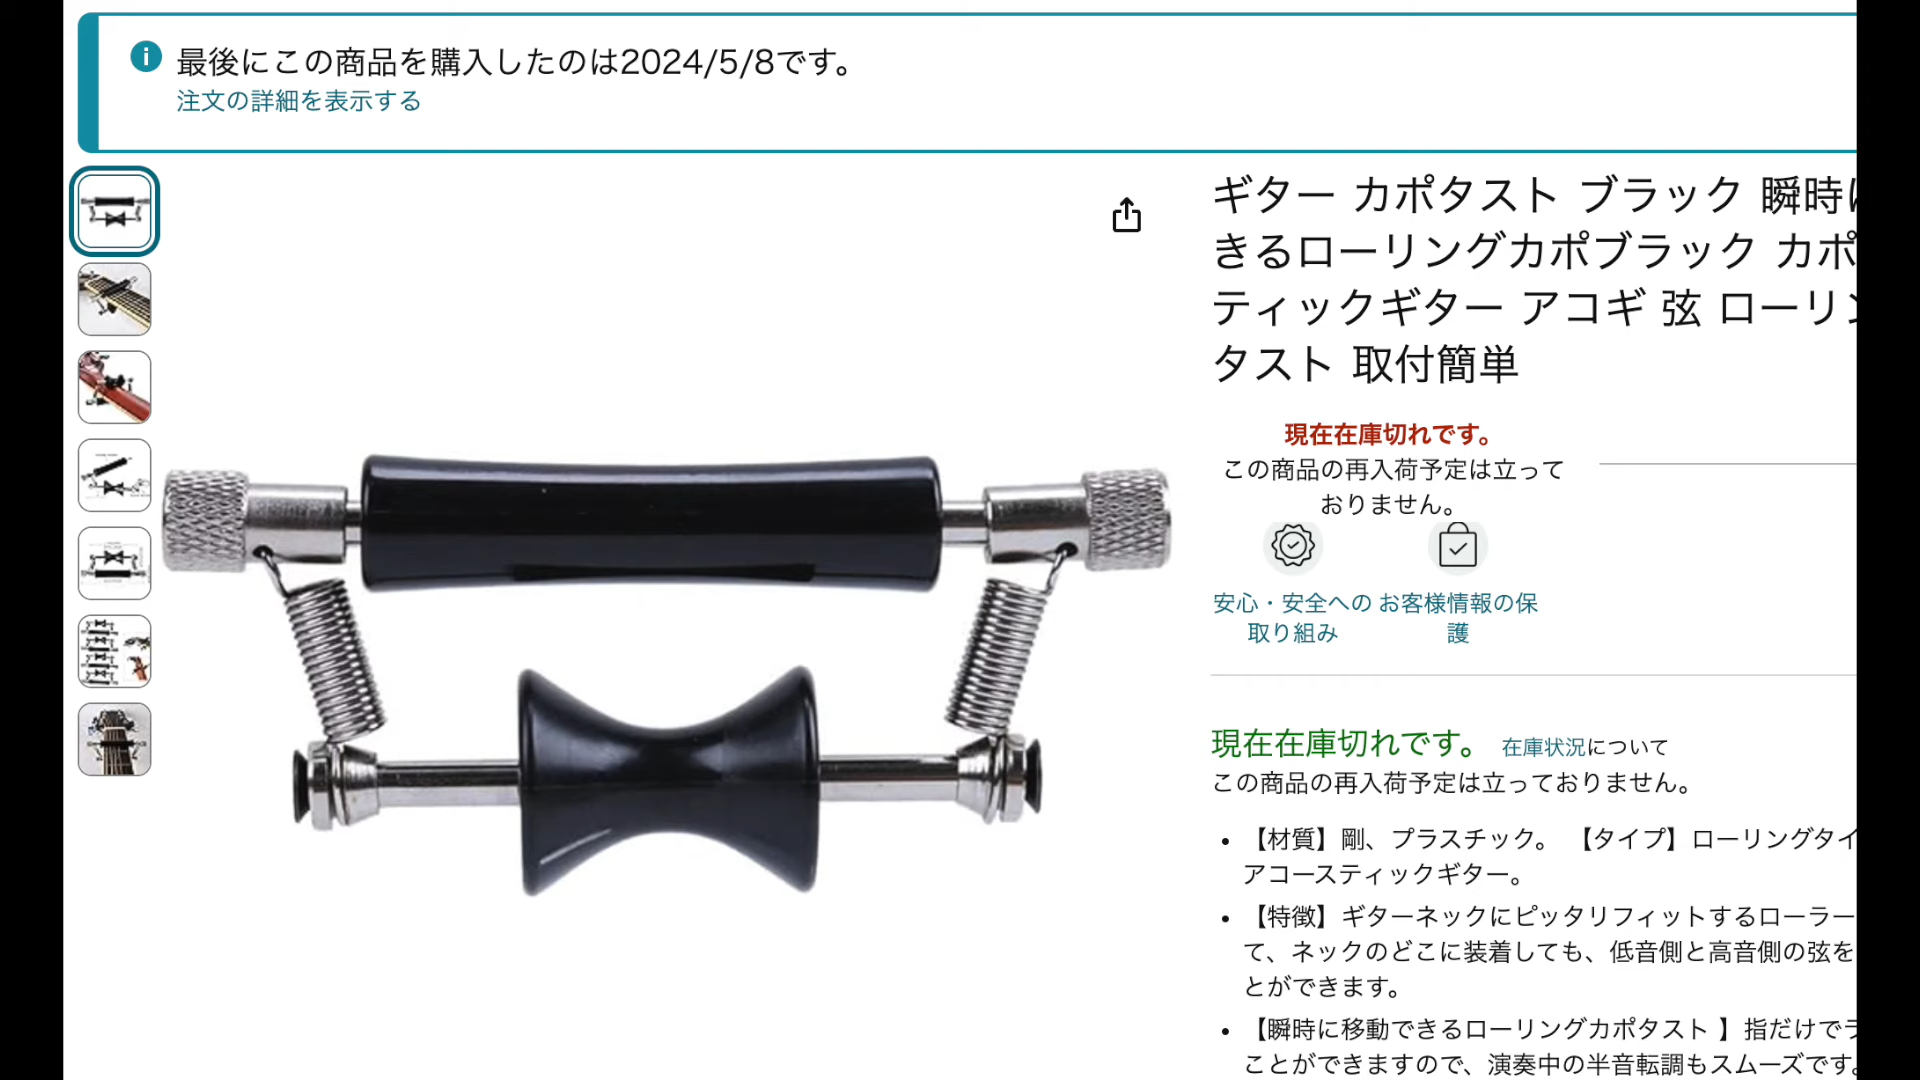 最後にこの商品を購入したのは2024/5/8です。
注文の詳細を表示する
ギター カポタスト ブラック 瞬時
きるローリングカポブラック カポ
ティックギター アコギ 弦 ローリ
タスト 取付簡単
現在在庫切れです。
この商品の再入荷予定は立って
おりません。
安心・安全への
取り組み
お客様情報の保
護
現在在庫切れです。 在庫状況について
この商品の再入荷予定は立っておりません。
【材質】剛、プラスチック。 【タイプ】ローリングタイ
アコースティックギター。
【特徴】ギターネックにピッタリフィットするローラー
て、ネックのどこに装着しても、低音側と高音側の弦を
とができます。
【瞬時に移動できるローリングカポタスト 】指だけで
ことができますので、演奏中の半音転調もスムーズです。